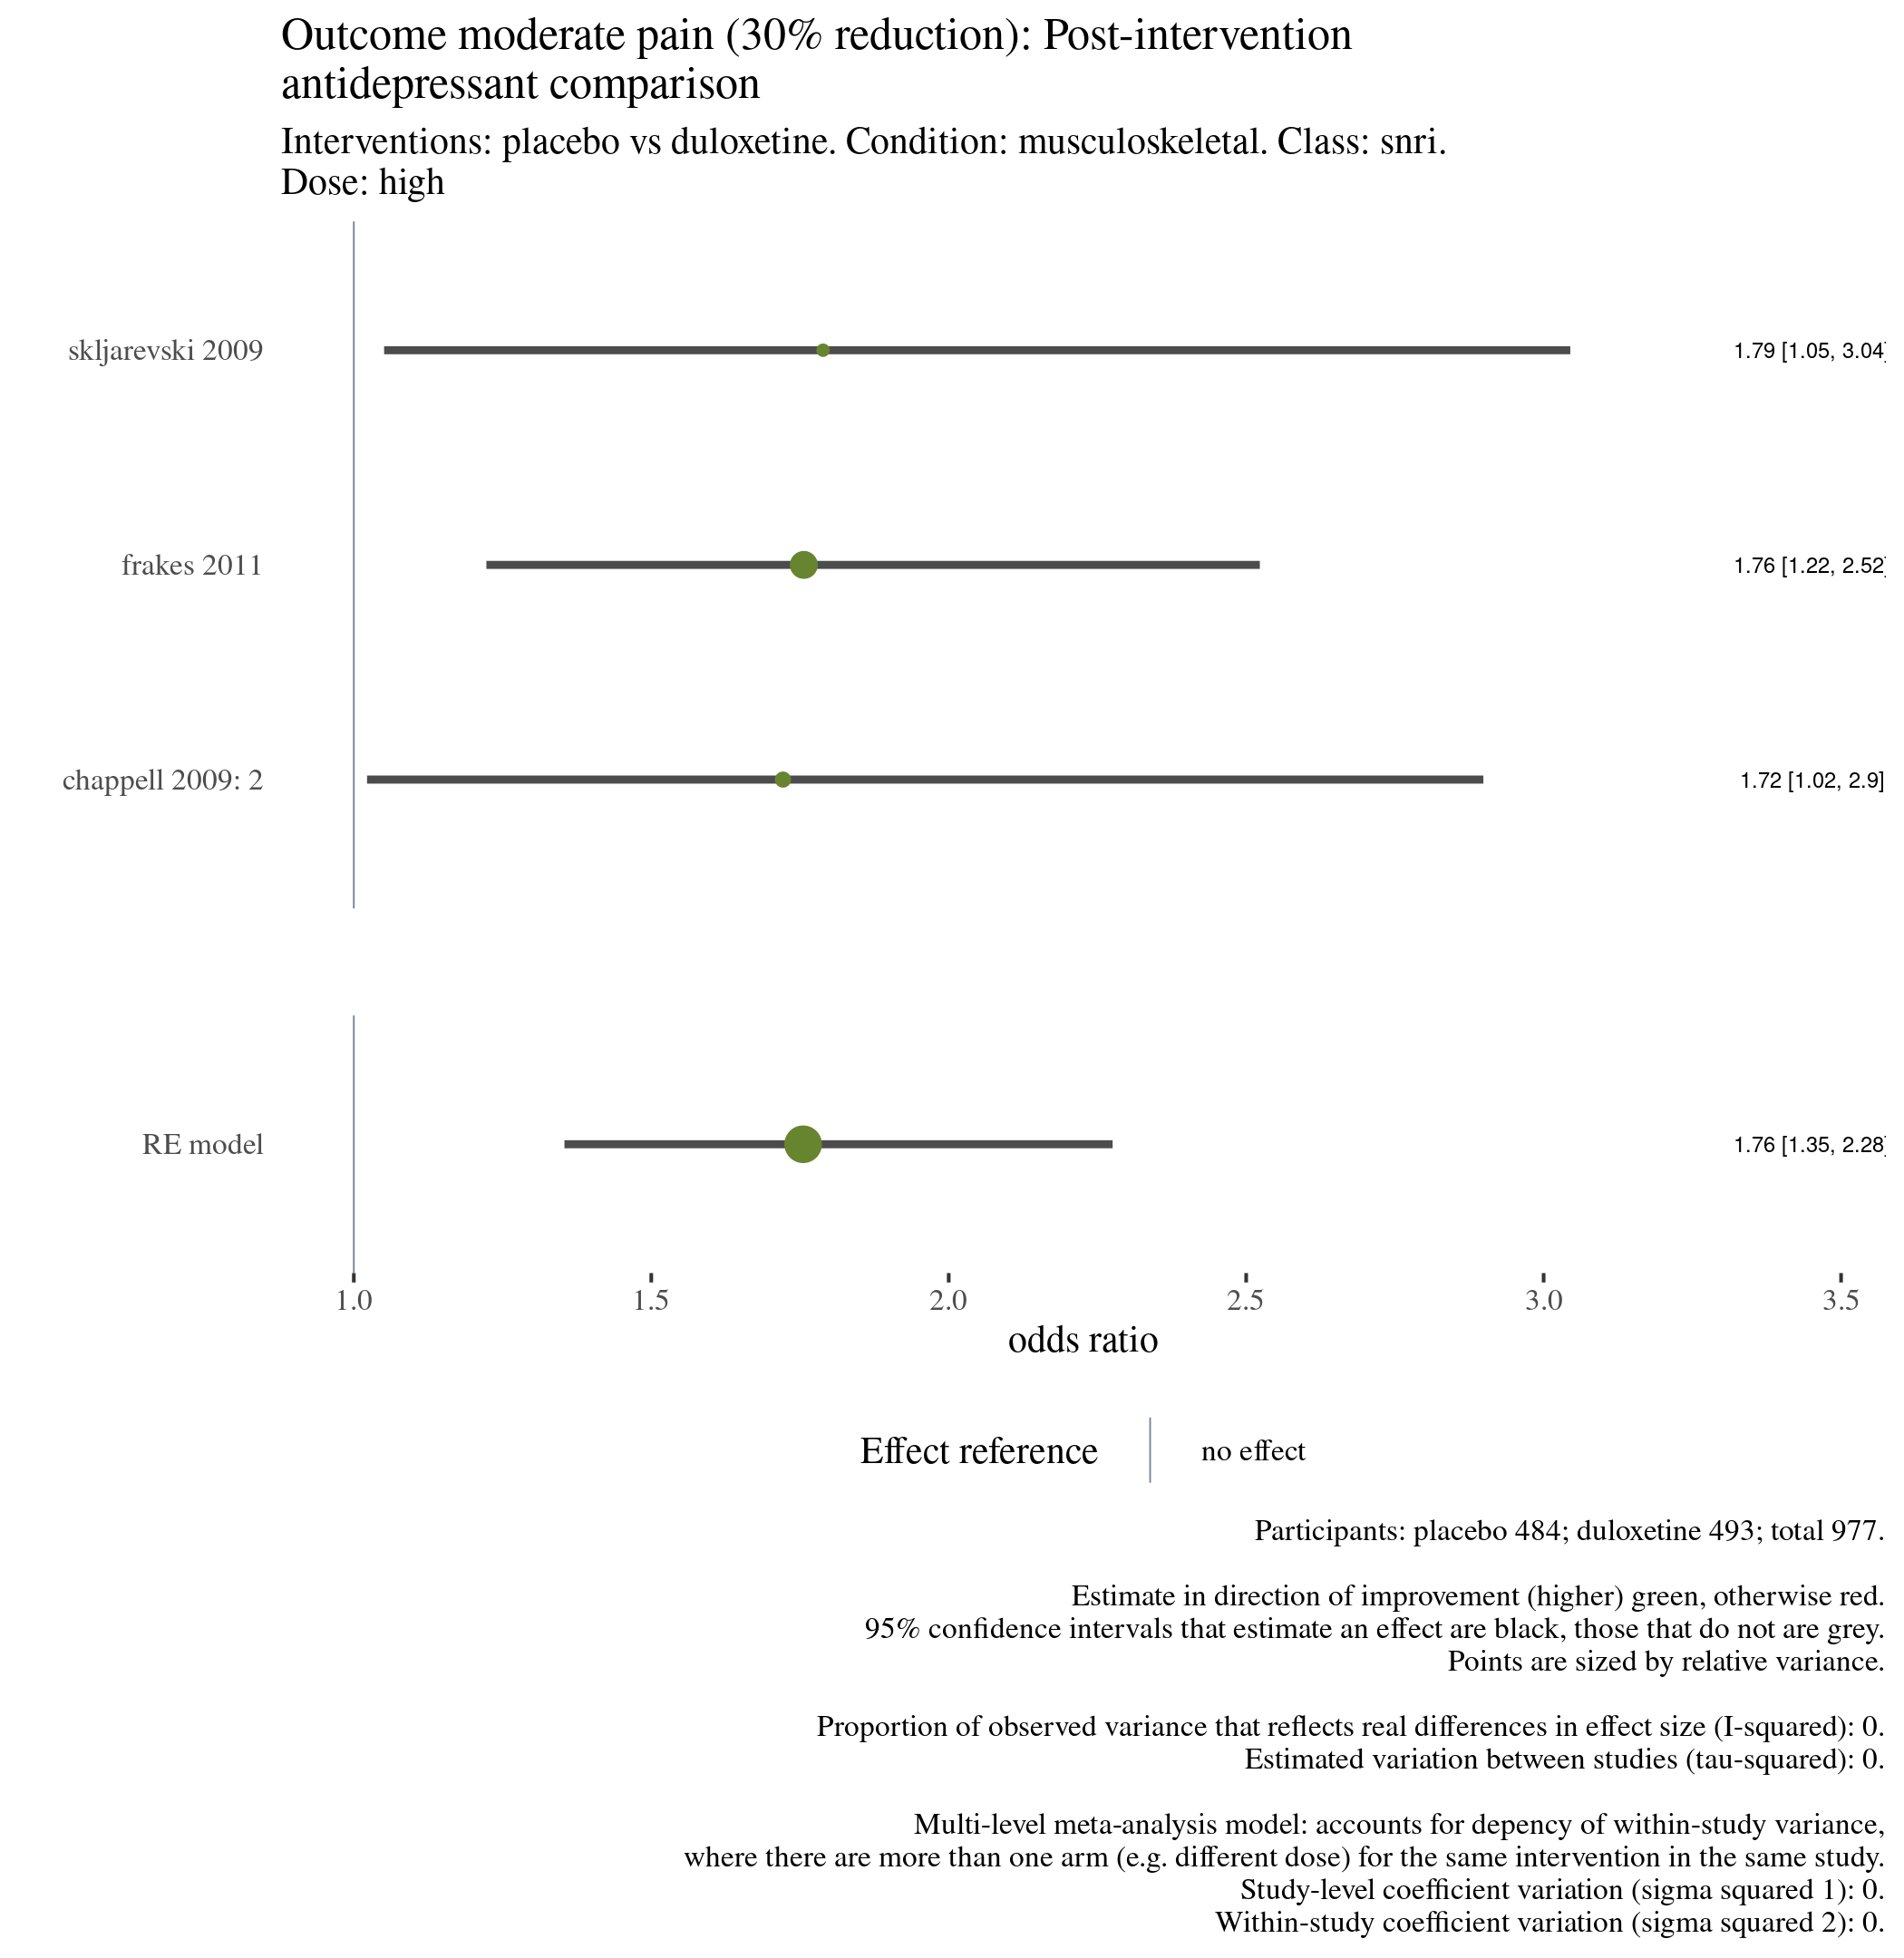 Outcome moderate pain (30% reduction): Post-intervention
antidepressant comparison
Interventions: placebo vs duloxetine. Condition: musculoskeletal. Class: snri.
Dose: high
skljarevski 2009
1.79 [1.05, 3.04]
frakes 2011
1.76 [1.22, 2.52]
chappell 2009: 2
1.72 [1.02, 2.9]
RE model
1.76 [1.35, 2.28]
1.0 1.5 2.0 2.5 3.0 3.5
odds ratio
Effect reference no effect
Participants: placebo 484; duloxetine 493; total 977.
Estimate in direction of improvement (higher) green, otherwise red.
95% confidence intervals that estimate an effect are black, those that do not are grey.
Points are sized by relative variance.
Proportion of observed variance that reflects real differences in effect size (I-squared): 0.
Estimated variation between studies (tau-squared): 0.
Multi-level meta-analysis model: accounts for depency of within-study variance,
where there are more than one arm (e.g. different dose) for the same intervention in the same study.
Study-level coefficient variation (sigma squared 1): 0.
Within-study coefficient variation (sigma squared 2): 0.